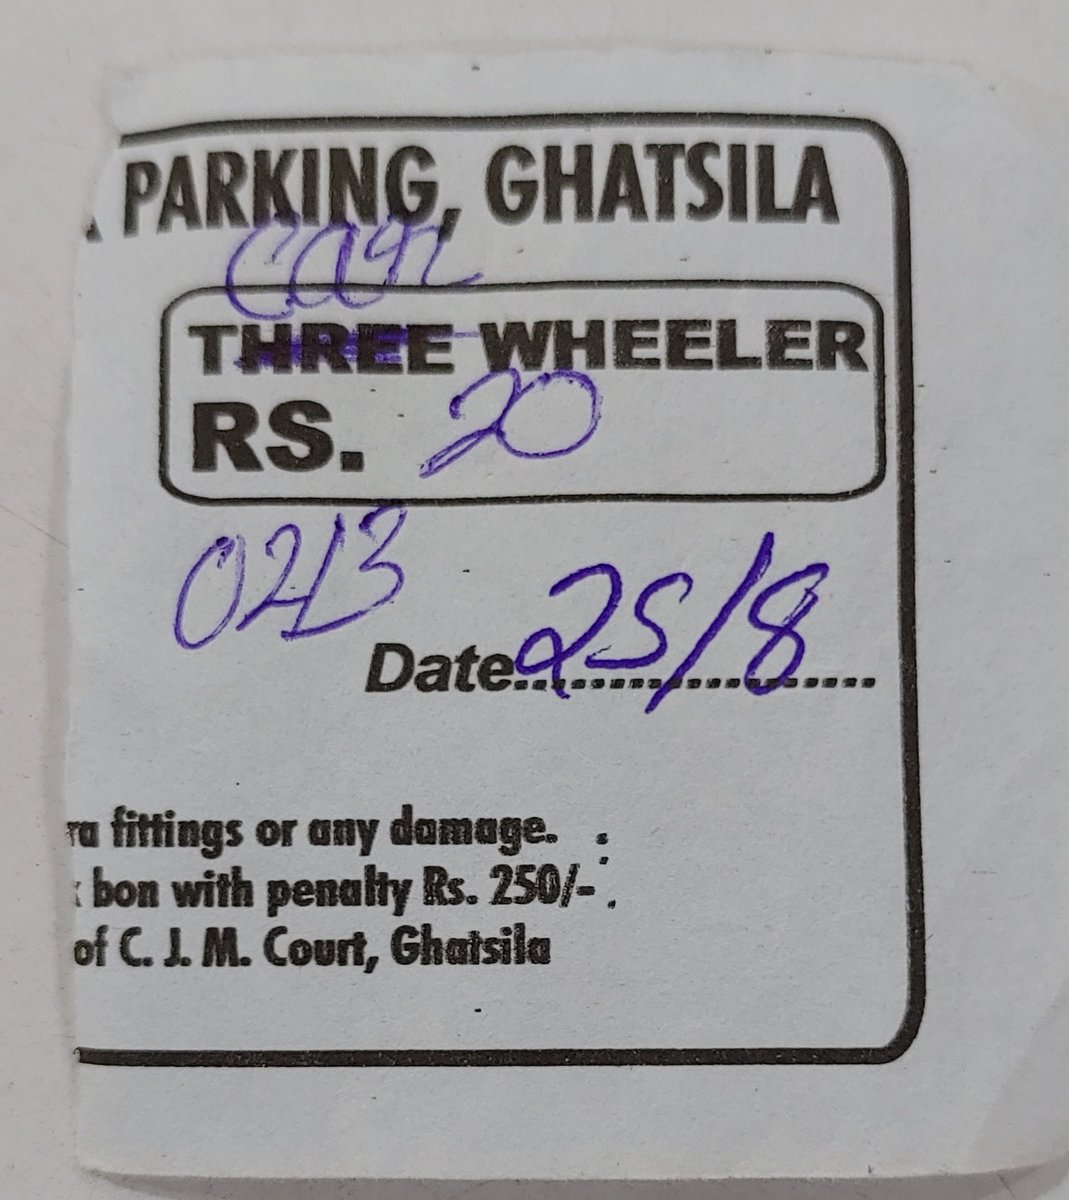 PARKING, GHATSILA
Car
THREE WHEELER
RS. 20
0213
Date..................25/8
fittings or any damage.
bon with penalty Rs. 250/-
of C. J. M. Court, Ghatsila